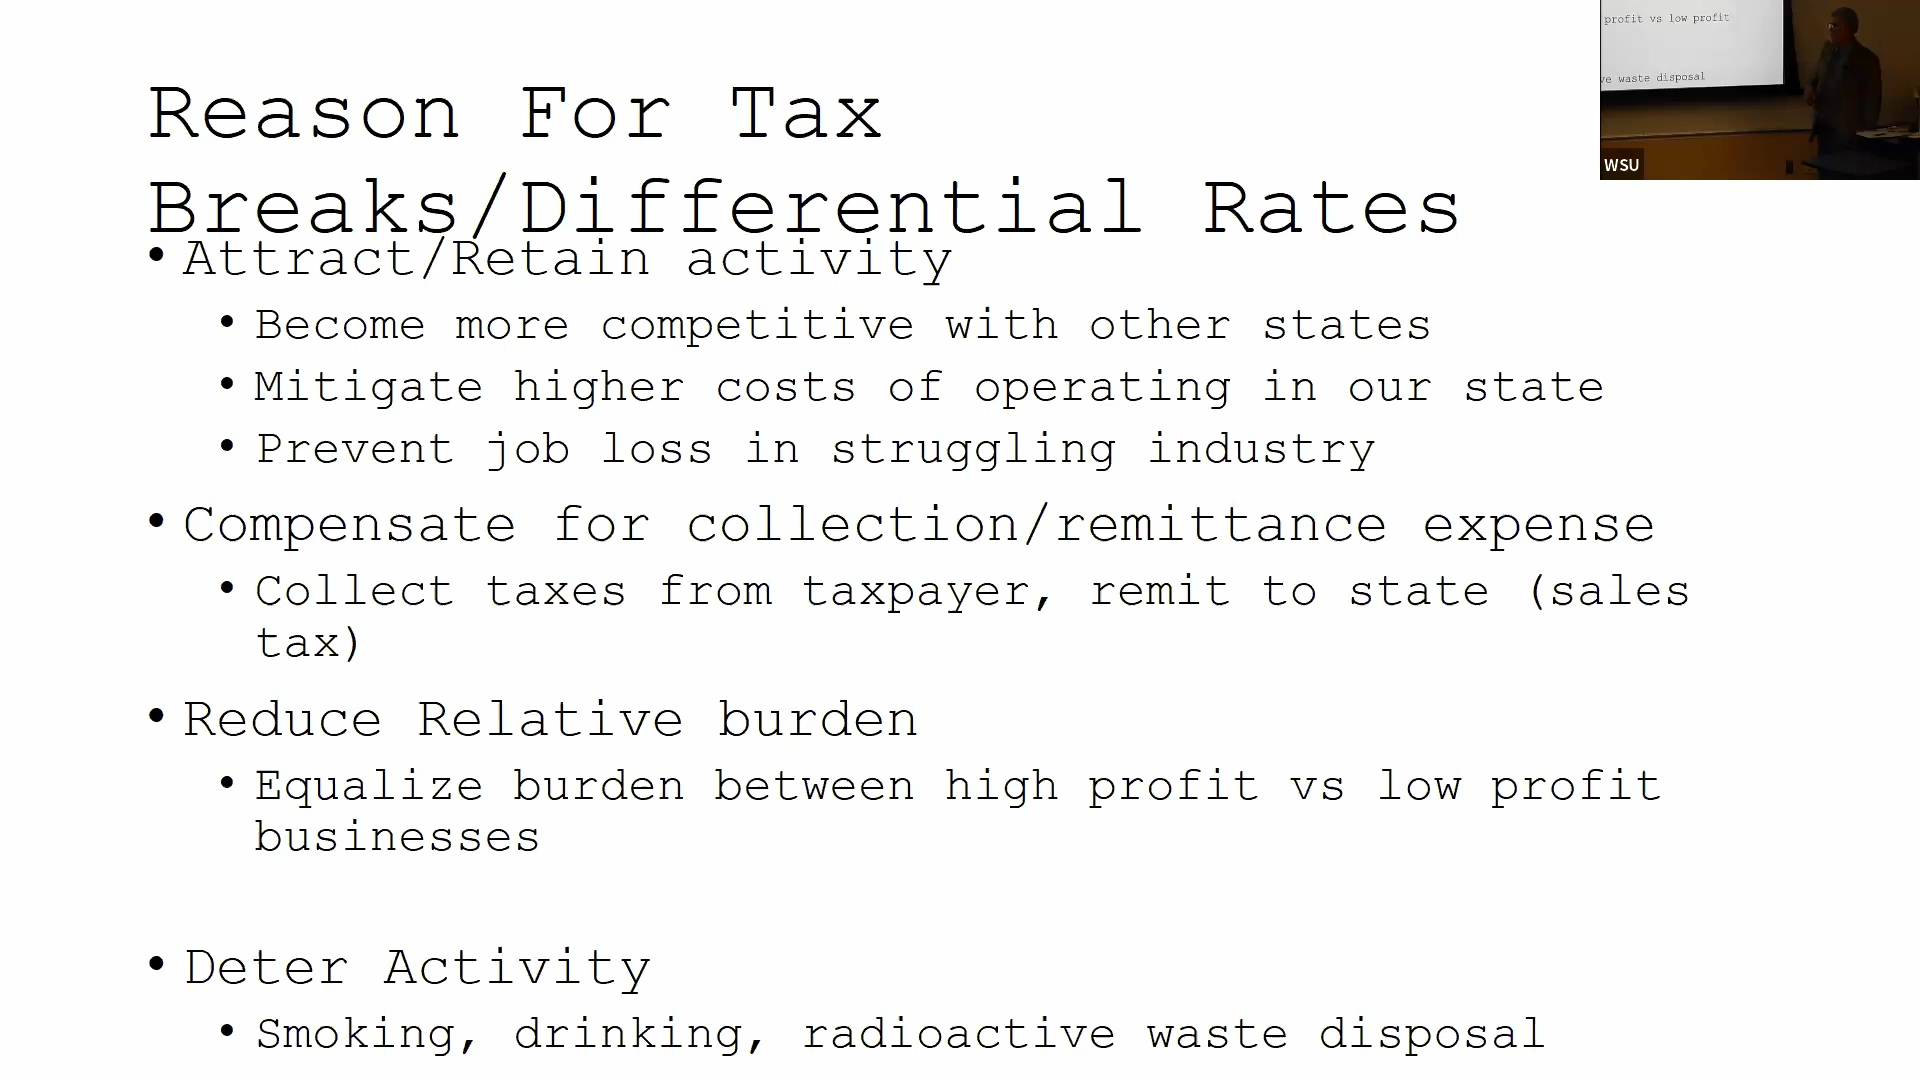 Reason For Tax
Breaks/Differential Rates
• Attract/Retain activity
• Become more competitive with other states
• Mitigate higher costs of operating in our state
• Prevent job loss in struggling industry
• Compensate for collection/remittance expense
• Collect taxes from taxpayer, remit to state (sales
tax)
• Reduce Relative burden
• Equalize burden between high profit vs low profit
businesses
• Deter Activity
• Smoking, drinking, radioactive waste disposal
profit vs low profit
ve waste disposal
WSU